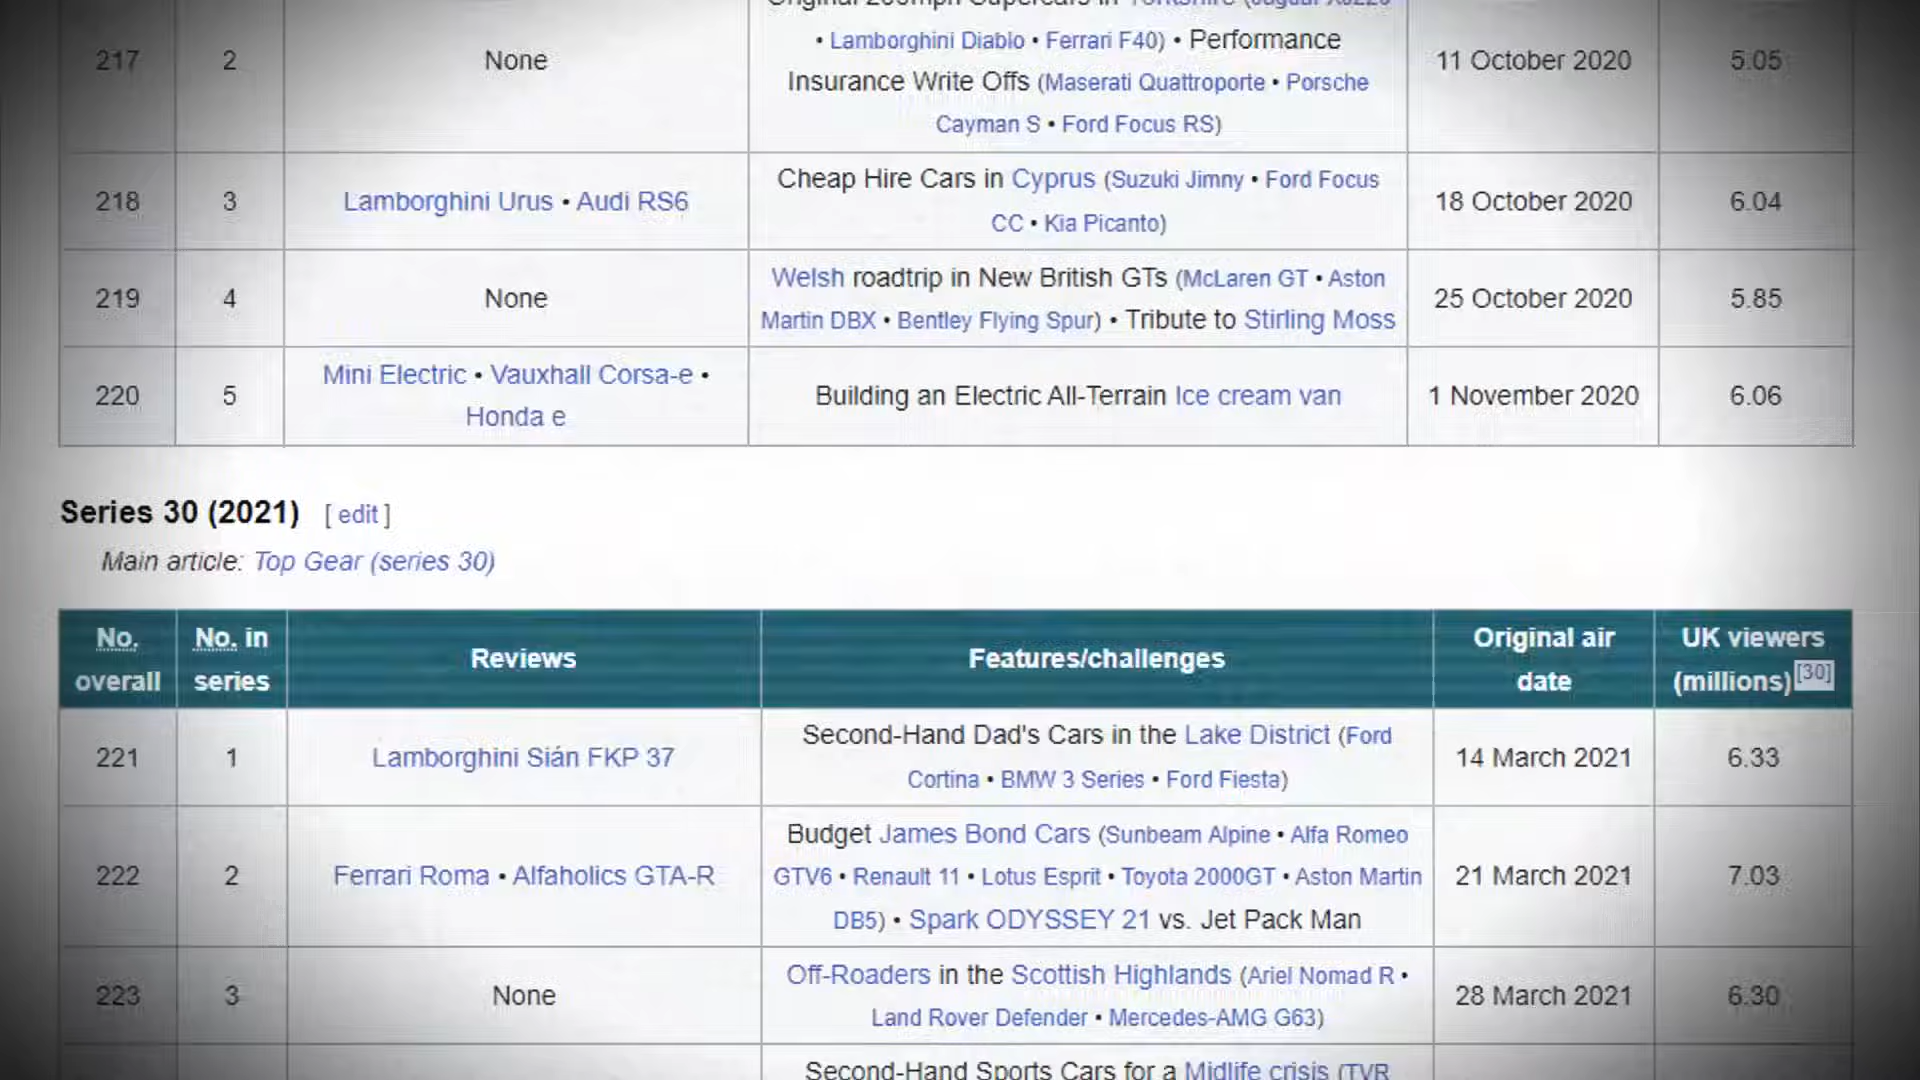 Original 200mph Supercars in Yorkshire (Jaguar XJ220
217 2 None • Lamborghini Diablo • Ferrari F40) • Performance 11 October 2020 5.05
Insurance Write Offs (Maserati Quattroporte • Porsche
Cayman S • Ford Focus RS)
218 3 Lamborghini Urus • Audi RS6 Cheap Hire Cars in Cyprus (Suzuki Jimny • Ford Focus 18 October 2020 6.04
CC • Kia Picanto)
219 4 None Welsh roadtrip in New British GTs (McLaren GT • Aston 25 October 2020 5.85
Martin DBX • Bentley Flying Spur) • Tribute to Stirling Moss
220 5 Mini Electric • Vauxhall Corsa-e • Building an Electric All-Terrain Ice cream van 1 November 2020 6.06
Honda e
Series 30 (2021) [ edit ]
Main article: Top Gear (series 30)
No. No. in Reviews Features/challenges Original air UK viewers
overall series date (millions)[30]
221 1 Lamborghini Sián FKP 37 Second-Hand Dad's Cars in the Lake District (Ford 14 March 2021 6.33
Cortina • BMW 3 Series • Ford Fiesta)
222 2 Ferrari Roma • Alfaholics GTA-R Budget James Bond Cars (Sunbeam Alpine • Alfa Romeo 21 March 2021 7.03
GTV6 • Renault 11 • Lotus Esprit • Toyota 2000GT • Aston Martin
DB5) • Spark ODYSSEY 21 vs. Jet Pack Man
223 3 None Off-Roaders in the Scottish Highlands (Ariel Nomad R • 28 March 2021 6.30
Land Rover Defender • Mercedes-AMG G63)
Second-Hand Sports Cars for a Midlife crisis (TVR